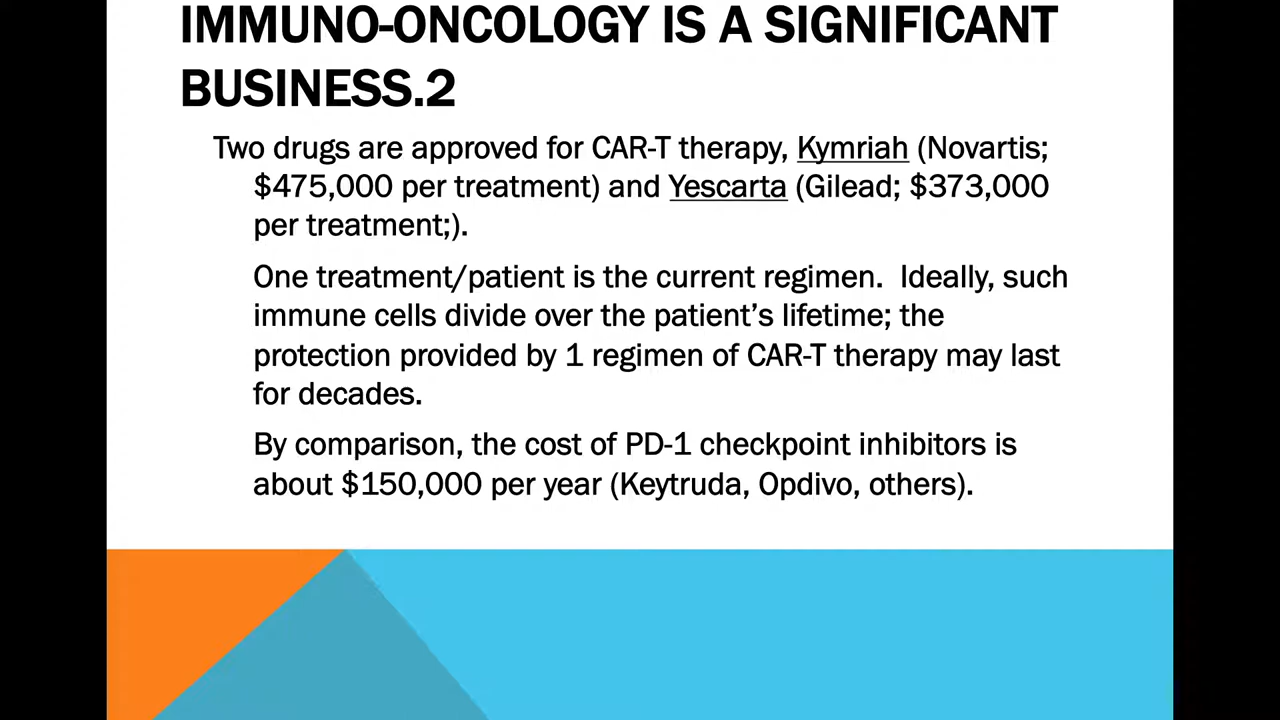 IMMUNO-ONCOLOGY IS A SIGNIFICANT
BUSINESS.2
Two drugs are approved for CAR-T therapy, Kymriah (Novartis;
$475,000 per treatment) and Yescarta (Gilead; $373,000
per treatment;).
One treatment/patient is the current regimen.  Ideally, such
immune cells divide over the patient’s lifetime; the
protection provided by 1 regimen of CAR-T therapy may last
for decades.
By comparison, the cost of PD-1 checkpoint inhibitors is
about $150,000 per year (Keytruda, Opdivo, others).